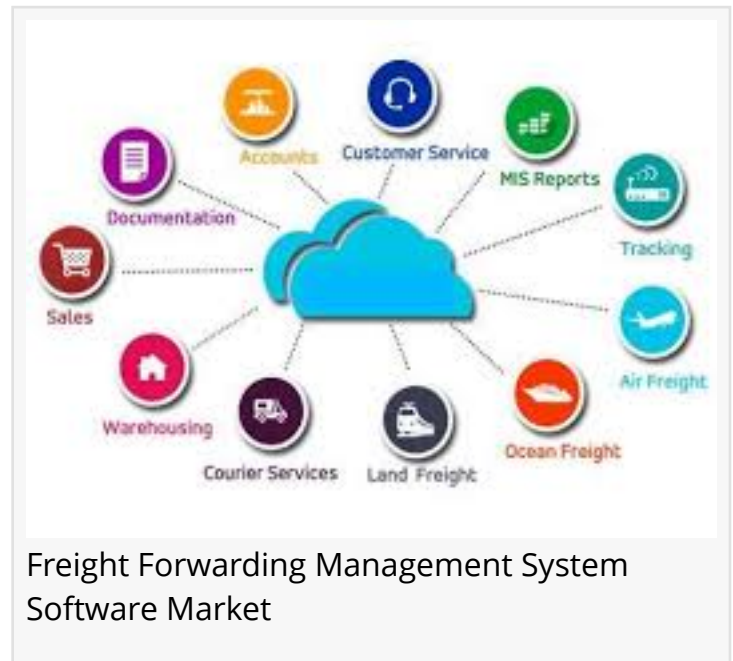 Accounts
Customer Service
MIS Reports
Documentation
Tracking
Sales
Air Freight
Warehousing
Ocean Freight
Courier Services
Land Freight
Freight Forwarding Management System
Software Market